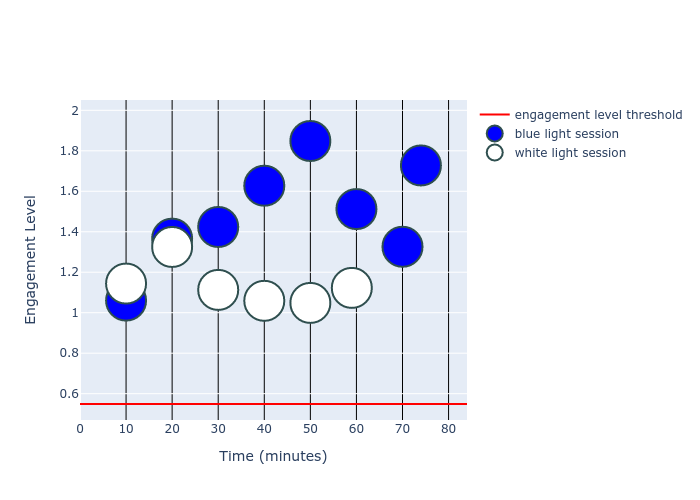 engagement level threshold
blue light session
white light session
2
1.8
1.6
1.4
1.2
1
0.8
0.6
Engagement Level
0 10 20 30 40 50 60 70 80
Time (minutes)